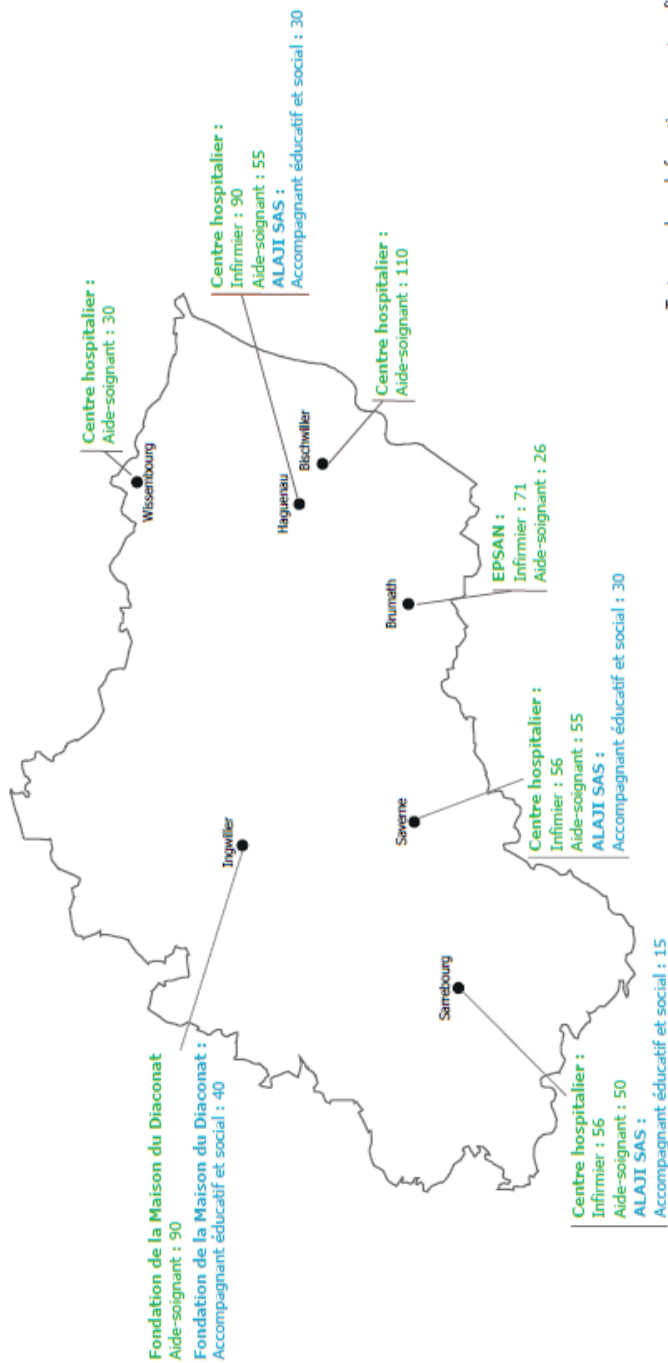 Fondation de la Maison du Diaconat
Aide-soignant : 90
Fondation de la Maison du Diaconat :
Accompagnant éducatif et social : 40
Ingwiller
Centre hospitalier :
Aide-soignant : 30
Wissembourg
Centre hospitalier :
Infirmier : 90
Aide-soignant : 55
ALAJI SAS :
Accompagnant éducatif et social : 30
Haguenau
Bischwiller
Centre hospitalier :
Aide-soignant : 110
Brumath
EPSAN :
Infirmier : 71
Aide-soignant : 26
Saverne
Centre hospitalier :
Infimier : 56
Aide-soignant : 55
ALAJI SAS :
Accompagnant éducatif et social : 30
Sarrebourg
Centre hospitalier :
Infirmier : 56
Aide-soignant : 50
ALAJI SAS :
Accompagnant éducatif et social : 15